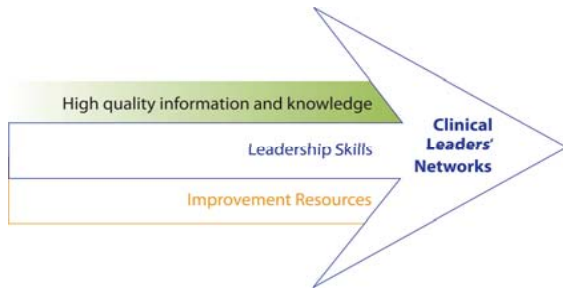 High quality information and knowledge
Leadership Skills
Improvement Resources
Clinical
Leaders'
Networks